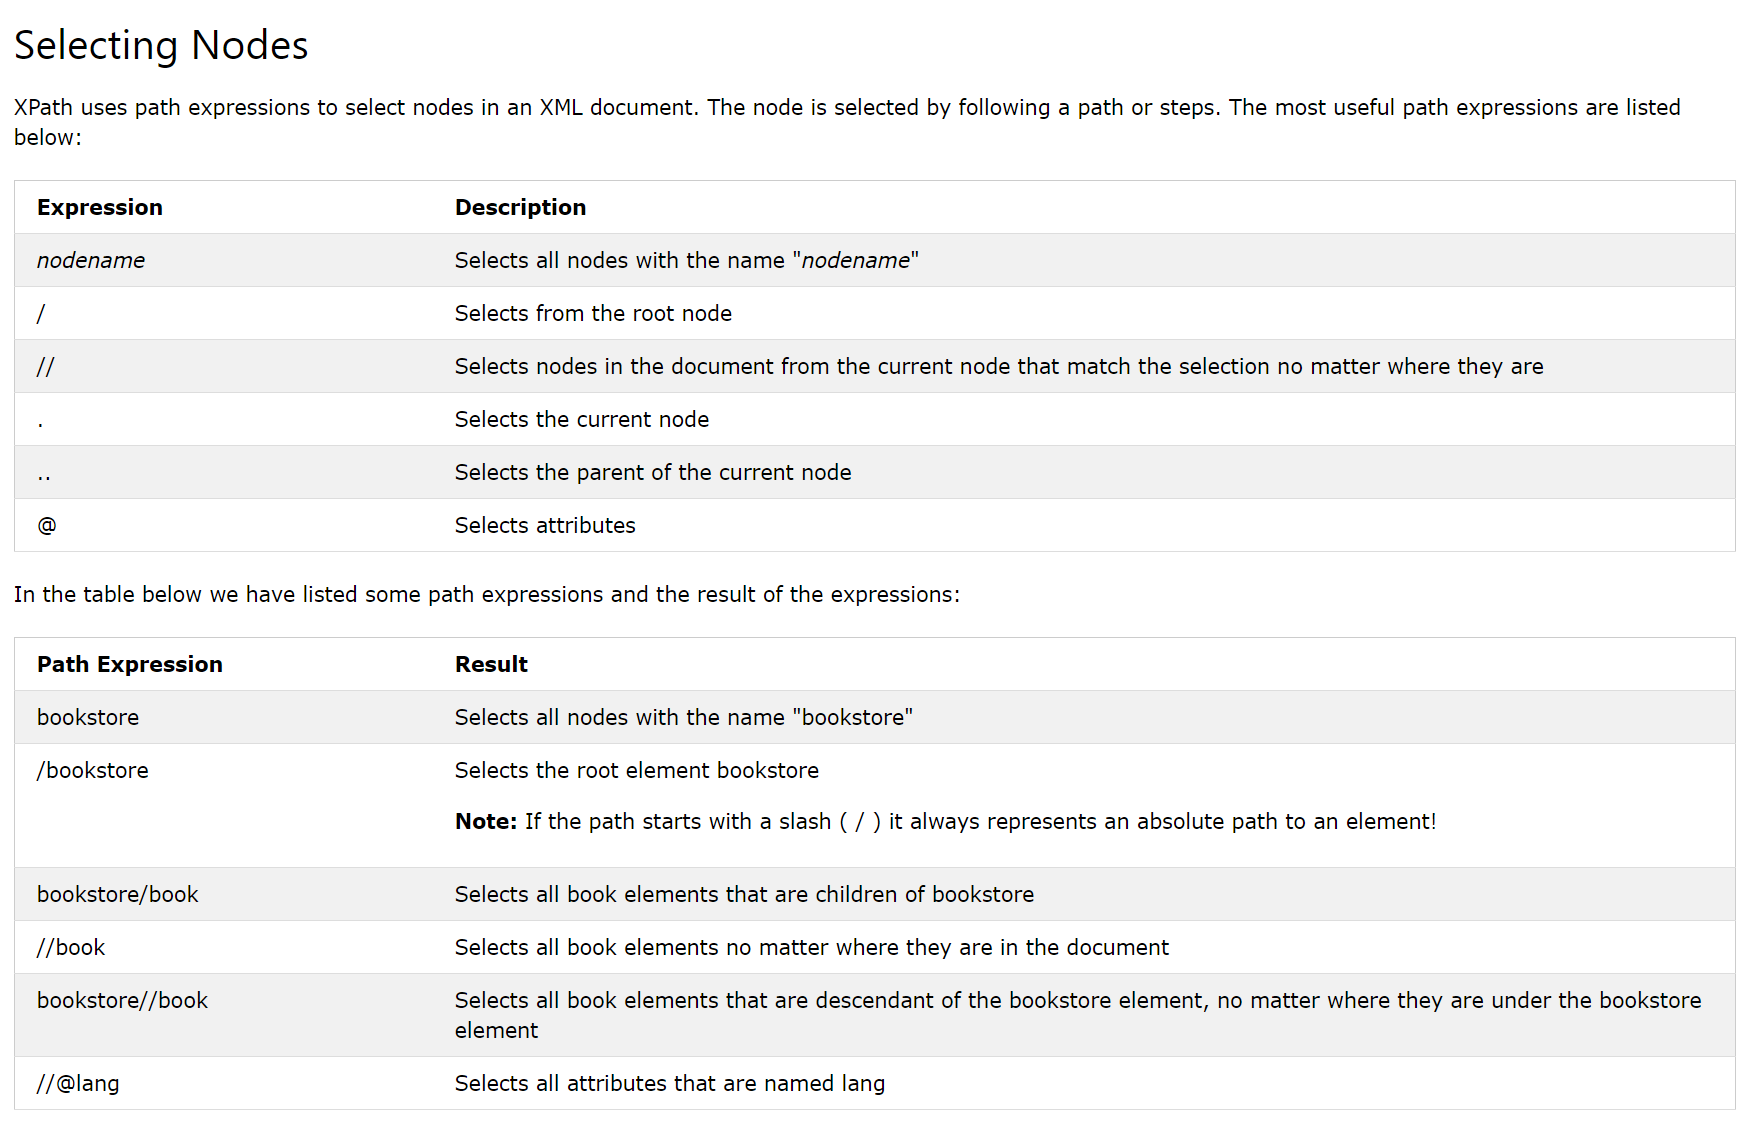 Selecting Nodes
XPath uses path expressions to select nodes in an XML document. The node is selected by following a path or steps. The most useful path expressions are listed
below:
Expression Description
nodename Selects all nodes with the name "nodename"
/ Selects from the root node
// Selects nodes in the document from the current node that match the selection no matter where they are
. Selects the current node
.. Selects the parent of the current node
@ Selects attributes
In the table below we have listed some path expressions and the result of the expressions:
Path Expression Result
bookstore Selects all nodes with the name "bookstore"
/bookstore Selects the root element bookstore
Note: If the path starts with a slash ( / ) it always represents an absolute path to an element!
bookstore/book Selects all book elements that are children of bookstore
//book Selects all book elements no matter where they are in the document
bookstore//book Selects all book elements that are descendant of the bookstore element, no matter where they are under the bookstore
element
//@lang Selects all attributes that are named lang